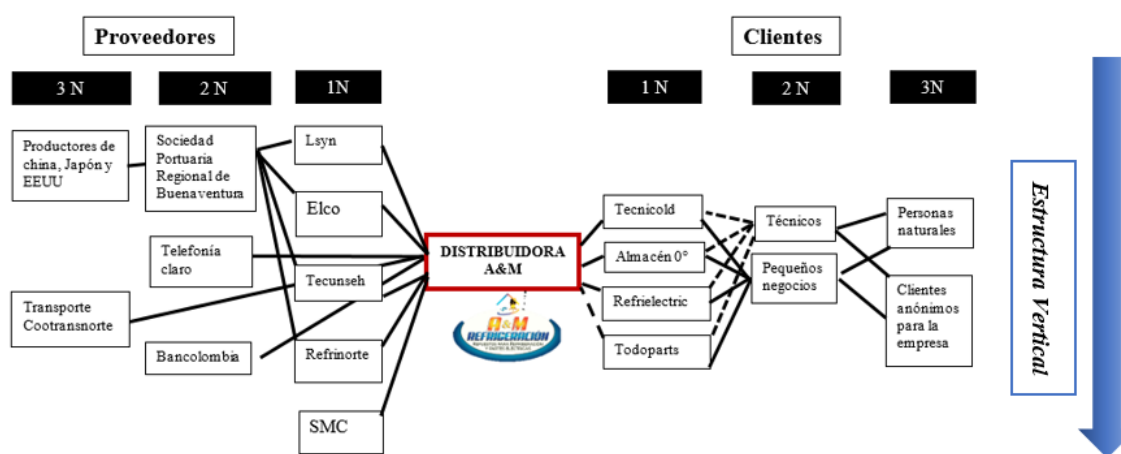 Proveedores
Clientes
3 N
2 N
1N
1 N
2 N
3N
Productores de
china, Japón y
EEUU
Sociedad
Portuaria
Regional de
Buenaventura
Lsyn
Elco
Telefonía
claro
Tecunseh
Transporte
Cootransnorte
Bancolombia
Refrinorte
SMC
DISTRIBUIDORA
A&M
A&M
REFRIGERACIÓN
Tecnicold
Almacén 0°
Refrielectric
Todoparts
Técnicos
Pequeños
negocios
Personas
naturales
Clientes
anónimos
para la
empresa
Estructura Vertical